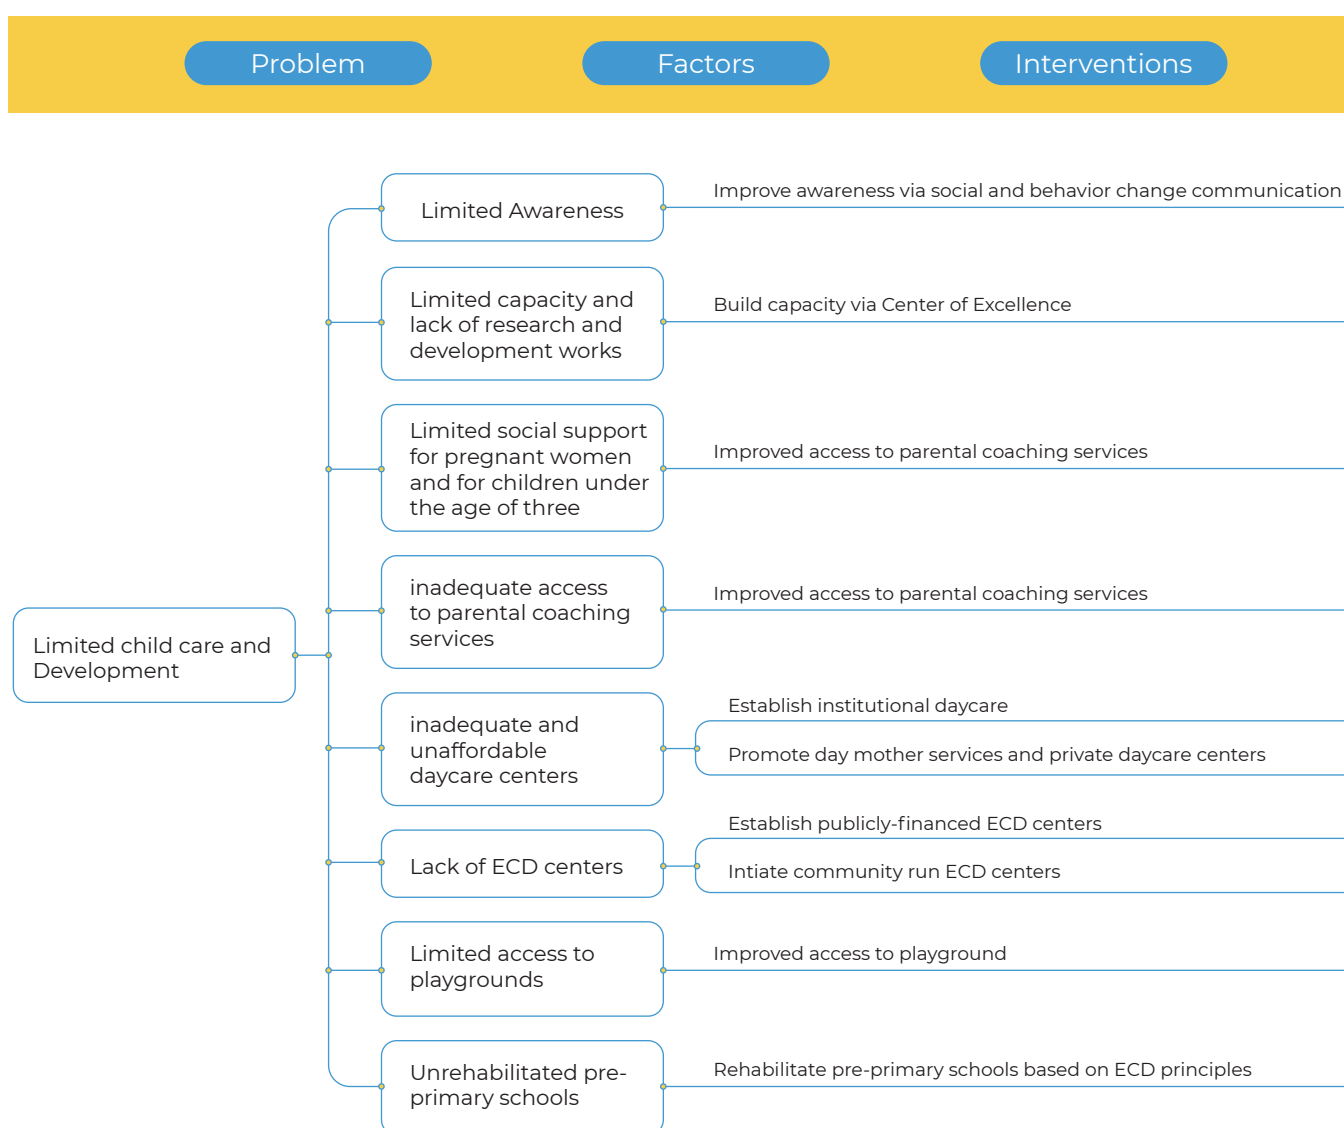 Problem
Factors
Interventions
Limited child care and
Development
Limited Awareness
Improve awareness via social and behavior change communication
Limited capacity and
lack of research and
development works
Build capacity via Center of Excellence
Limited social support
for pregnant women
and for children under
the age of three
Improved access to parental coaching services
inadequate access
to parental coaching
services
Improved access to parental coaching services
inadequate and
unaffordable
daycare centers
Establish institutional daycare
Promote day mother services and private daycare centers
Lack of ECD centers
Establish publicly-financed ECD centers
Intiate community run ECD centers
Limited access to
playgrounds
Improved access to playground
Unrehabilitated pre-
primary schools
Rehabilitate pre-primary schools based on ECD principles